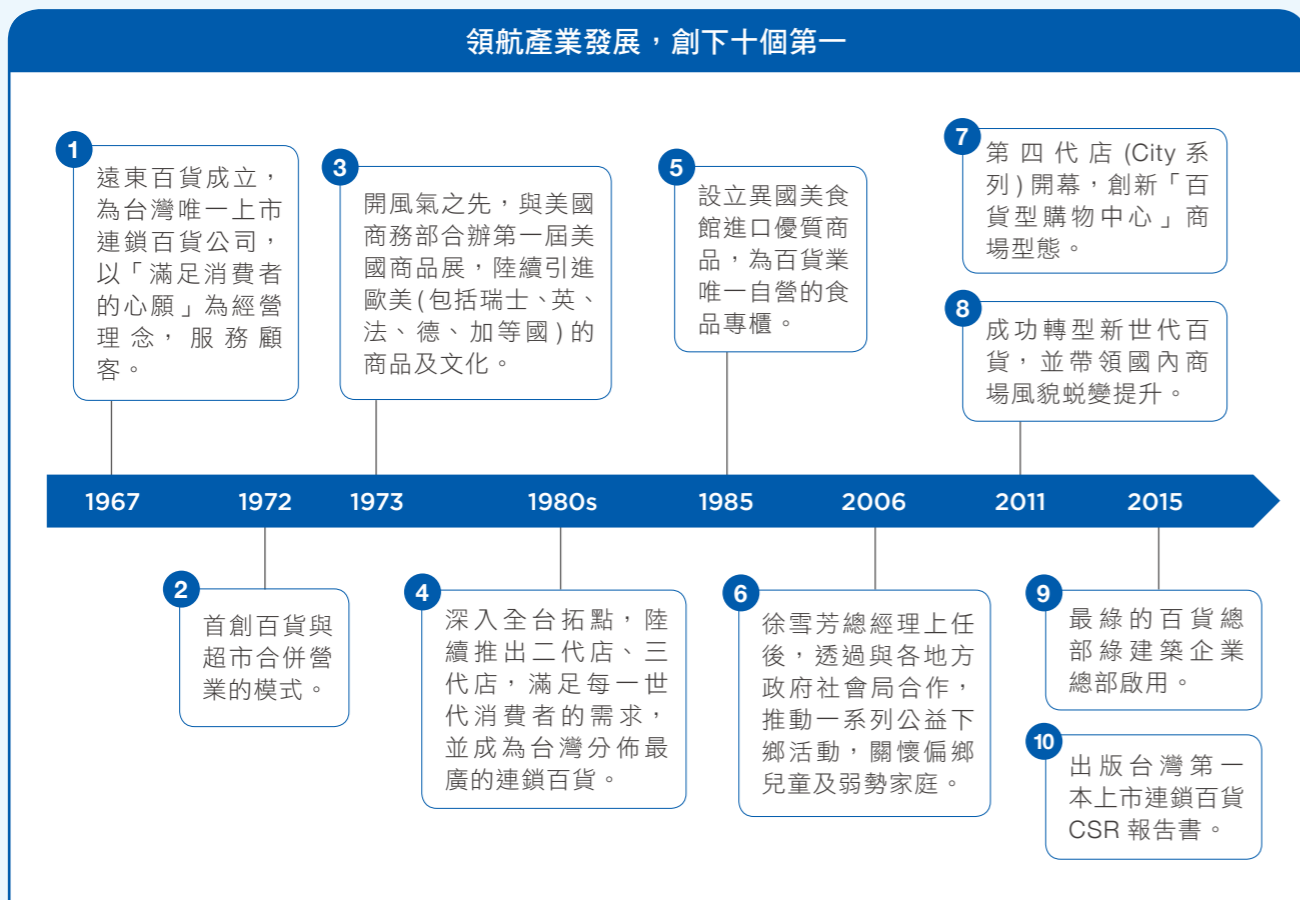 領航產業發展，創下十個第一
1
遠東百貨成立，
為台灣唯一上市
連鎖百貨公司，
以「滿足消費者
的心願」為經營
理念，服務顧
客。
3
開風氣之先，與美國
商務部合辦第一屆美
國商品展，陸續引進
歐美(包括瑞士、英、
法、德、加等國)的
商品及文化。
5
設立異國美食
館進口優質商
品，為百貨業
唯一自營的食
品專櫃。
7
第四代店(City 系
列)開幕，創新「百
貨型購物中心」商
場型態。
8
成功轉型新世代百
貨，並帶領國內商
場風貌蛻變提升。
1967 1972 1973 1980s 1985 2006 2011 2015
2
首創百貨與
超市合併營
業的模式。
4
深入全台拓點，陸
續推出二代店、三
代店，滿足每一世
代消費者的需求，
並成為台灣分佈最
廣的連鎖百貨。
6
徐雪芳總經理上任
後，透過與各地方
政府社會局合作，
推動一系列公益下
鄉活動，關懷偏鄉
兒童及弱勢家庭。
9
最綠的百貨總
部綠建築企業
總部啟用。
10
出版台灣第一
本上市連鎖百貨
CSR 報告書。